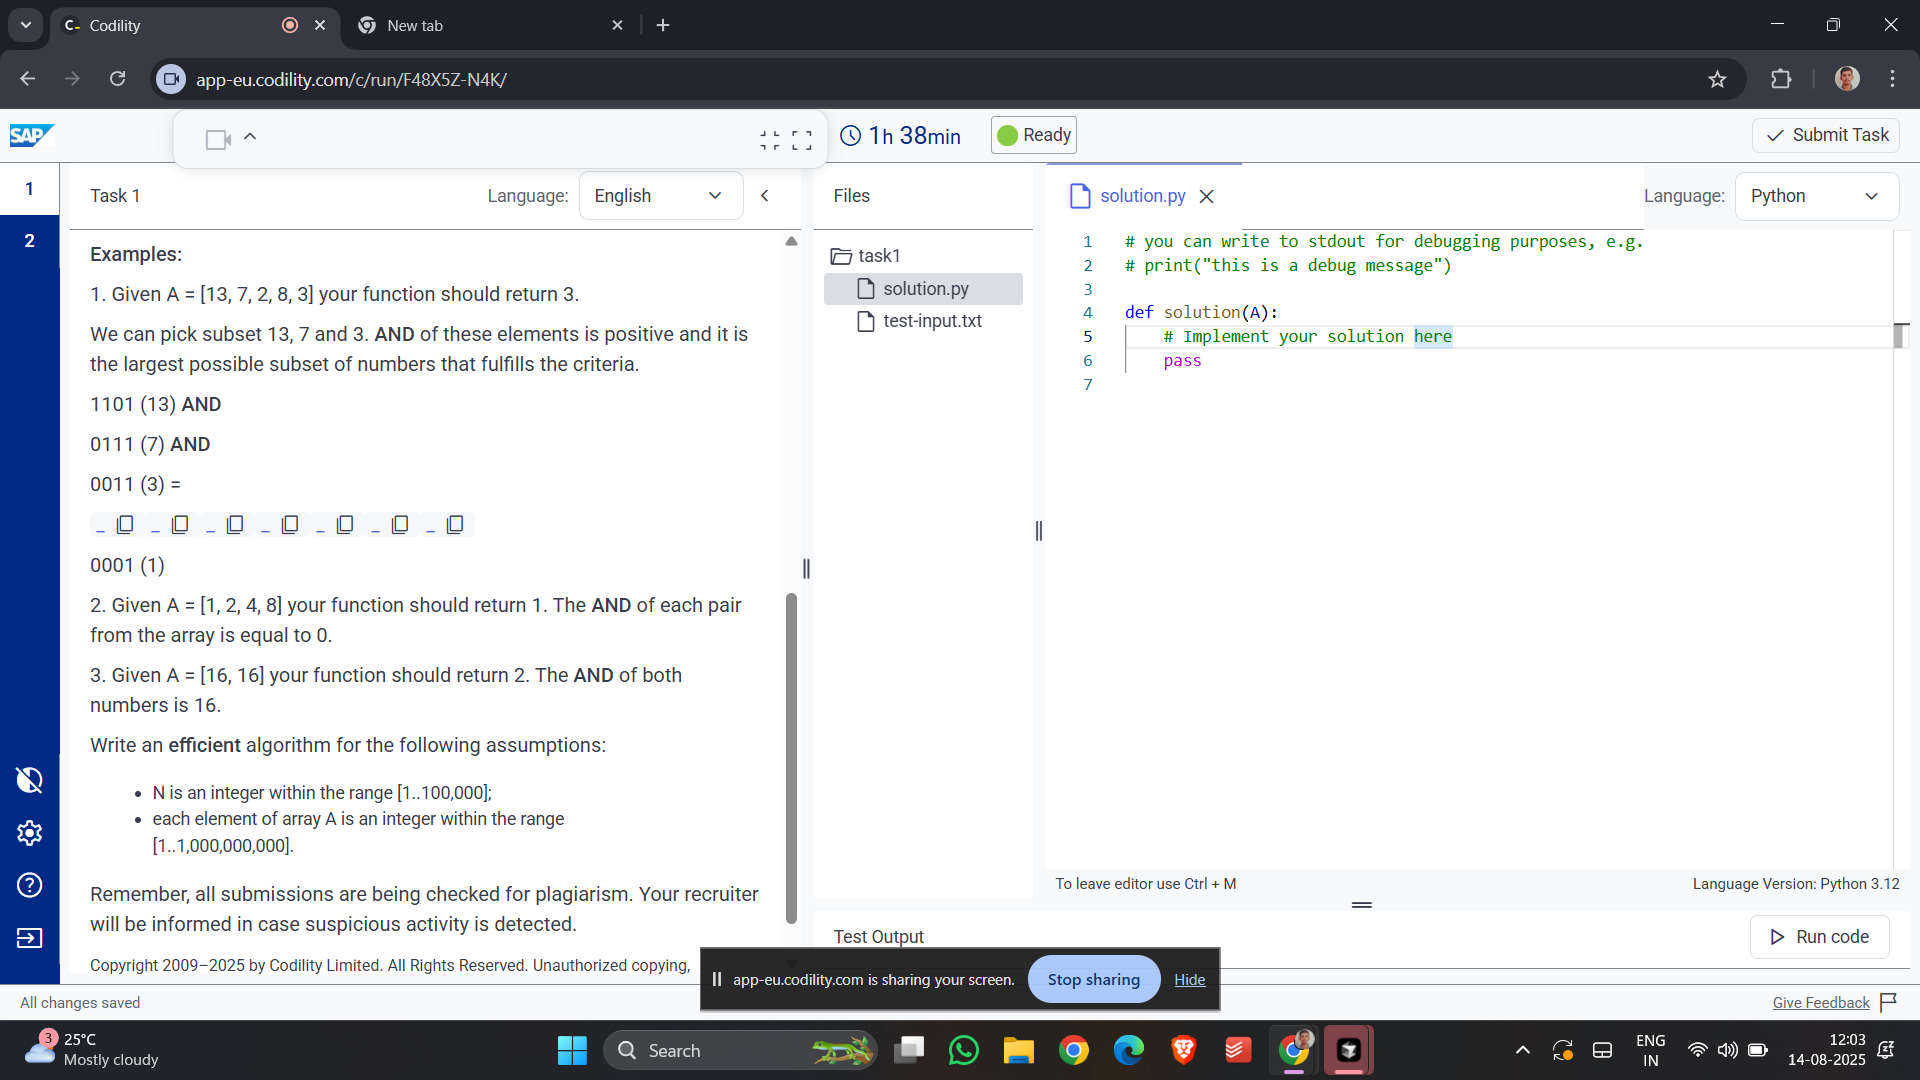 Codility
New tab
app-eu.codility.com/c/run/F48X5Z-N4K/
SAP
1h 38min
Ready
Submit Task
1
2
Task 1
Language:
English
Examples:
1. Given A = [13, 7, 2, 8, 3] your function should return 3.
We can pick subset 13, 7 and 3. AND of these elements is positive and it is
the largest possible subset of numbers that fulfills the criteria.
1101 (13) AND
0111 (7) AND
0011 (3) =
_ _ _ _ _ _ _
0001 (1)
2. Given A = [1, 2, 4, 8] your function should return 1. The AND of each pair
from the array is equal to 0.
3. Given A = [16, 16] your function should return 2. The AND of both
numbers is 16.
Write an efficient algorithm for the following assumptions:
• N is an integer within the range [1..100,000];
• each element of array A is an integer within the range
[1..1,000,000,000].
Remember, all submissions are being checked for plagiarism. Your recruiter
will be informed in case suspicious activity is detected.
Copyright 2009–2025 by Codility Limited. All Rights Reserved. Unauthorized copying,
Files
task1
solution.py
test-input.txt
solution.py
Language:
Python
1 # you can write to stdout for debugging purposes, e.g.
2 # print("this is a debug message")
3
4 def solution(A):
5 # Implement your solution here
6 pass
7
To leave editor use Ctrl + M
Language Version: Python 3.12
Test Output
Run code
app-eu.codility.com is sharing your screen.
Stop sharing
Hide
All changes saved
Give Feedback
3
25°C
Mostly cloudy
Search
ENG
IN
12:03
14-08-2025